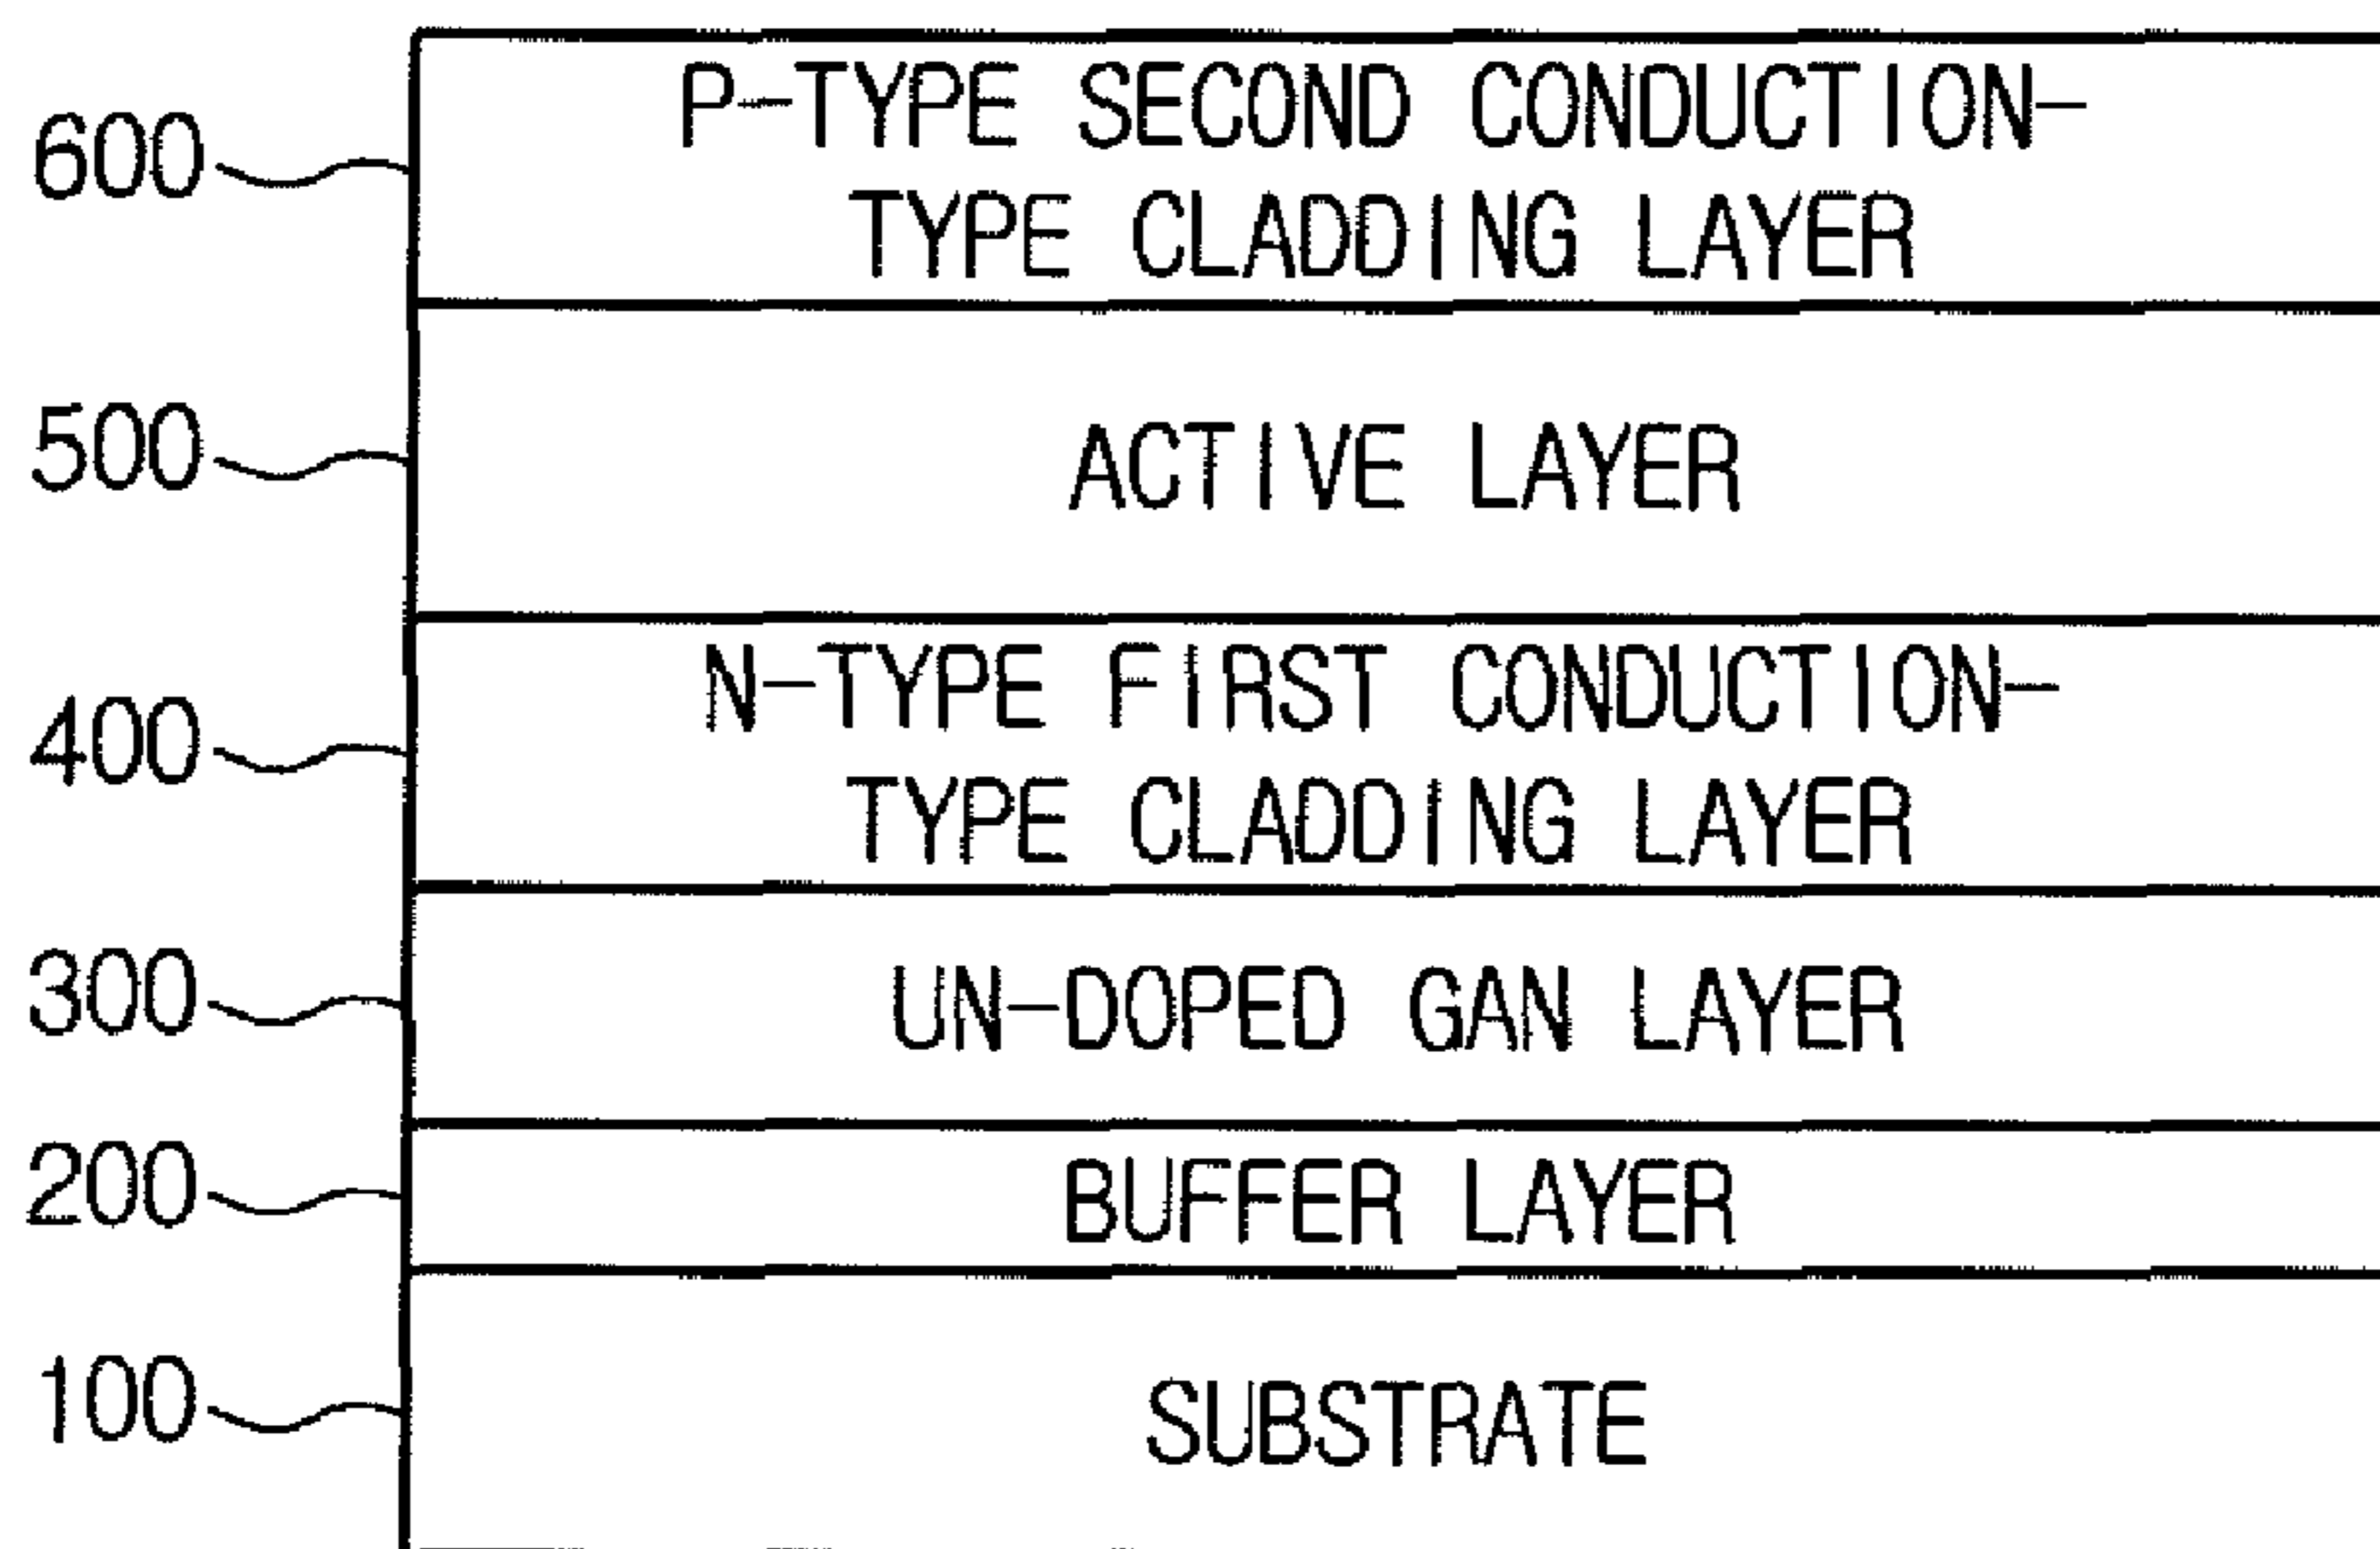 P-TYPE SECOND CONDUCTION-
600
TYPE CLADDING LAYER
500
ACTIVE LAYER
N-TYPE FIRST CONDUCTION-
400
TYPE CLADDING LAYER
300
UN-DOPED GAN LAYER
200
BUFFER LAYER
100
SUBSTRATE